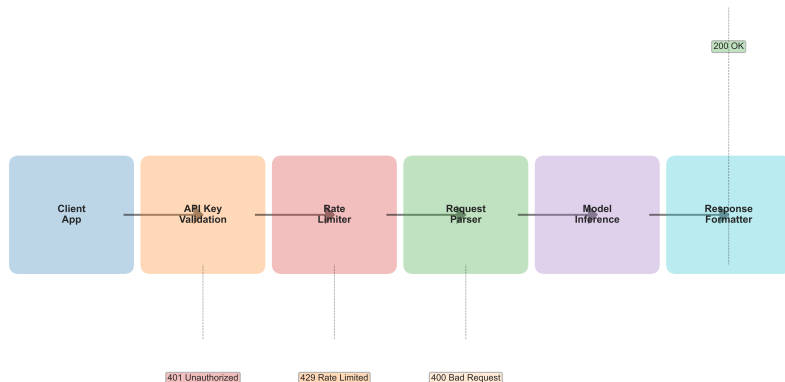 200 OK
Client
App
API Key
Validation
Rate
Limiter
Request
Parser
Model
Inference
Response
Formatter
401 Unauthorized
429 Rate Limited
400 Bad Request